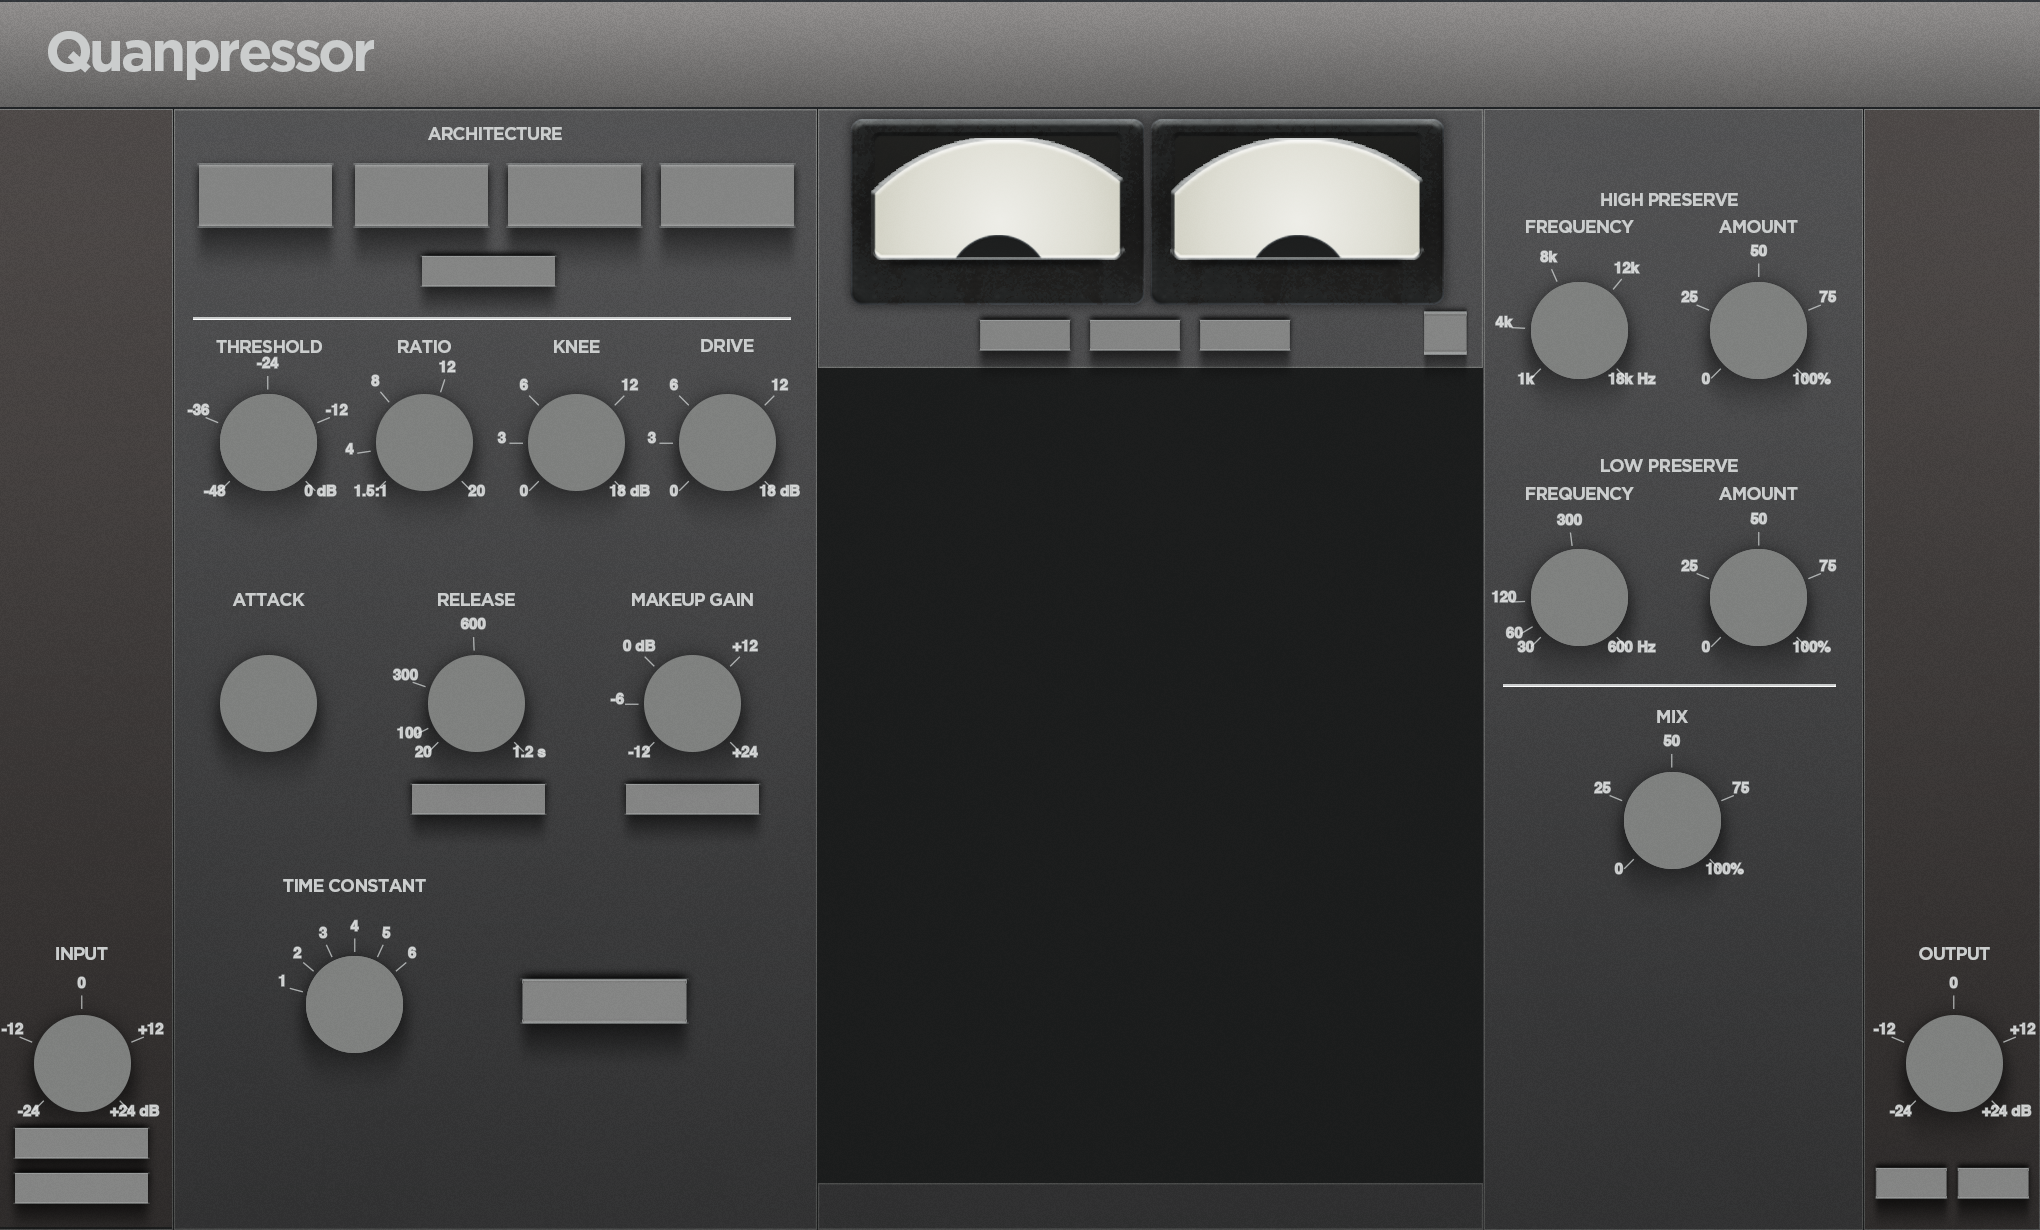 Quanpressor
ARCHITECTURE
THRESHOLD
-24
-36
-12
-48
0 dB
RATIO
8
12
4
1.5:1
20
KNEE
6
12
3
0
18 dB
DRIVE
6
12
3
0
18 dB
ATTACK
RELEASE
600
300
100
20
1.2 s
MAKEUP GAIN
0 dB
+12
-6
-12
+24
TIME CONSTANT
1
2
3
4
5
6
INPUT
0
-12
+12
-24
+24 dB
HIGH PRESERVE
FREQUENCY
8k
12k
4k
1k
18k Hz
AMOUNT
50
25
75
0
100%
LOW PRESERVE
FREQUENCY
300
120
60
30
600 Hz
AMOUNT
50
25
75
0
100%
MIX
50
25
75
0
100%
OUTPUT
0
-12
+12
-24
+24 dB